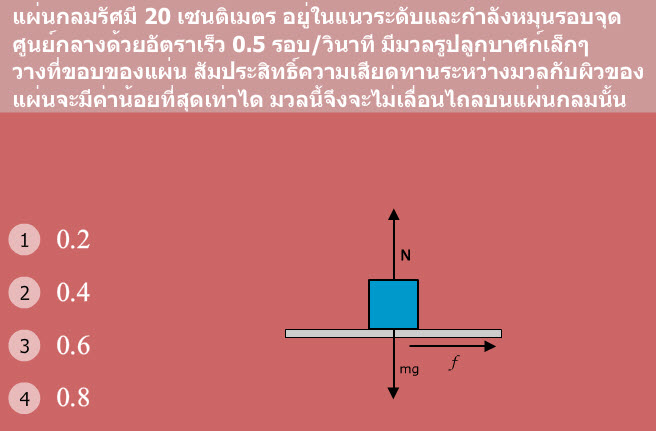 แผ่นกลมรัศมี 20 เซนติเมตร อยู่ในแนวระดับและกำลังหมุนรอบจุด
ศูนย์กลางด้วยอัตราเร็ว 0.5 รอบ/วินาที มีมวลรูปลูกบาศก์เล็กๆ
วางที่ขอบของแผ่น สัมประสิทธิ์ความเสียดทานระหว่างมวลกับผิวของ
แผ่นจะมีค่าน้อยที่สุดเท่าใด มวลนี้จึงจะไม่เลื่อนไถลบนแผ่นกลมนั้น
1 0.2
2 0.4
3 0.6
4 0.8
N
f
mg